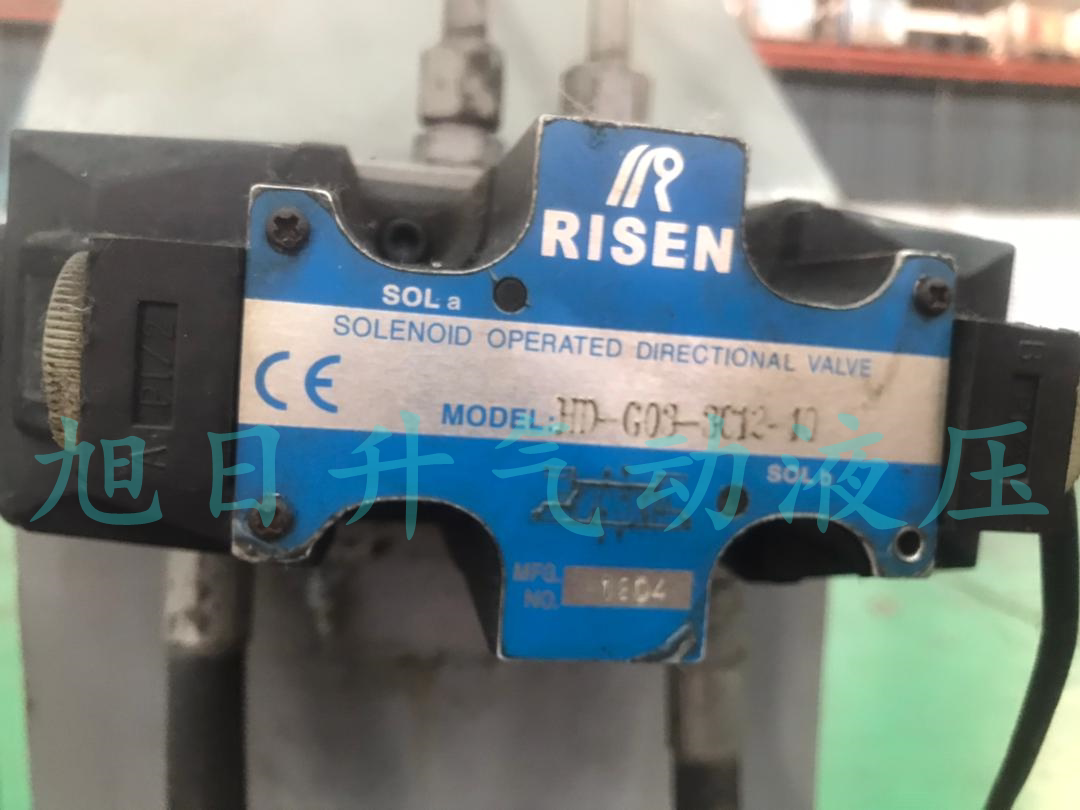 RISEN
SOL a
SOLENOID OPERATED DIRECTIONAL VALVE
CE
MODEL: HD-G03-3C12-10
SOL b
旭日升气动液压
MFG.
NO.